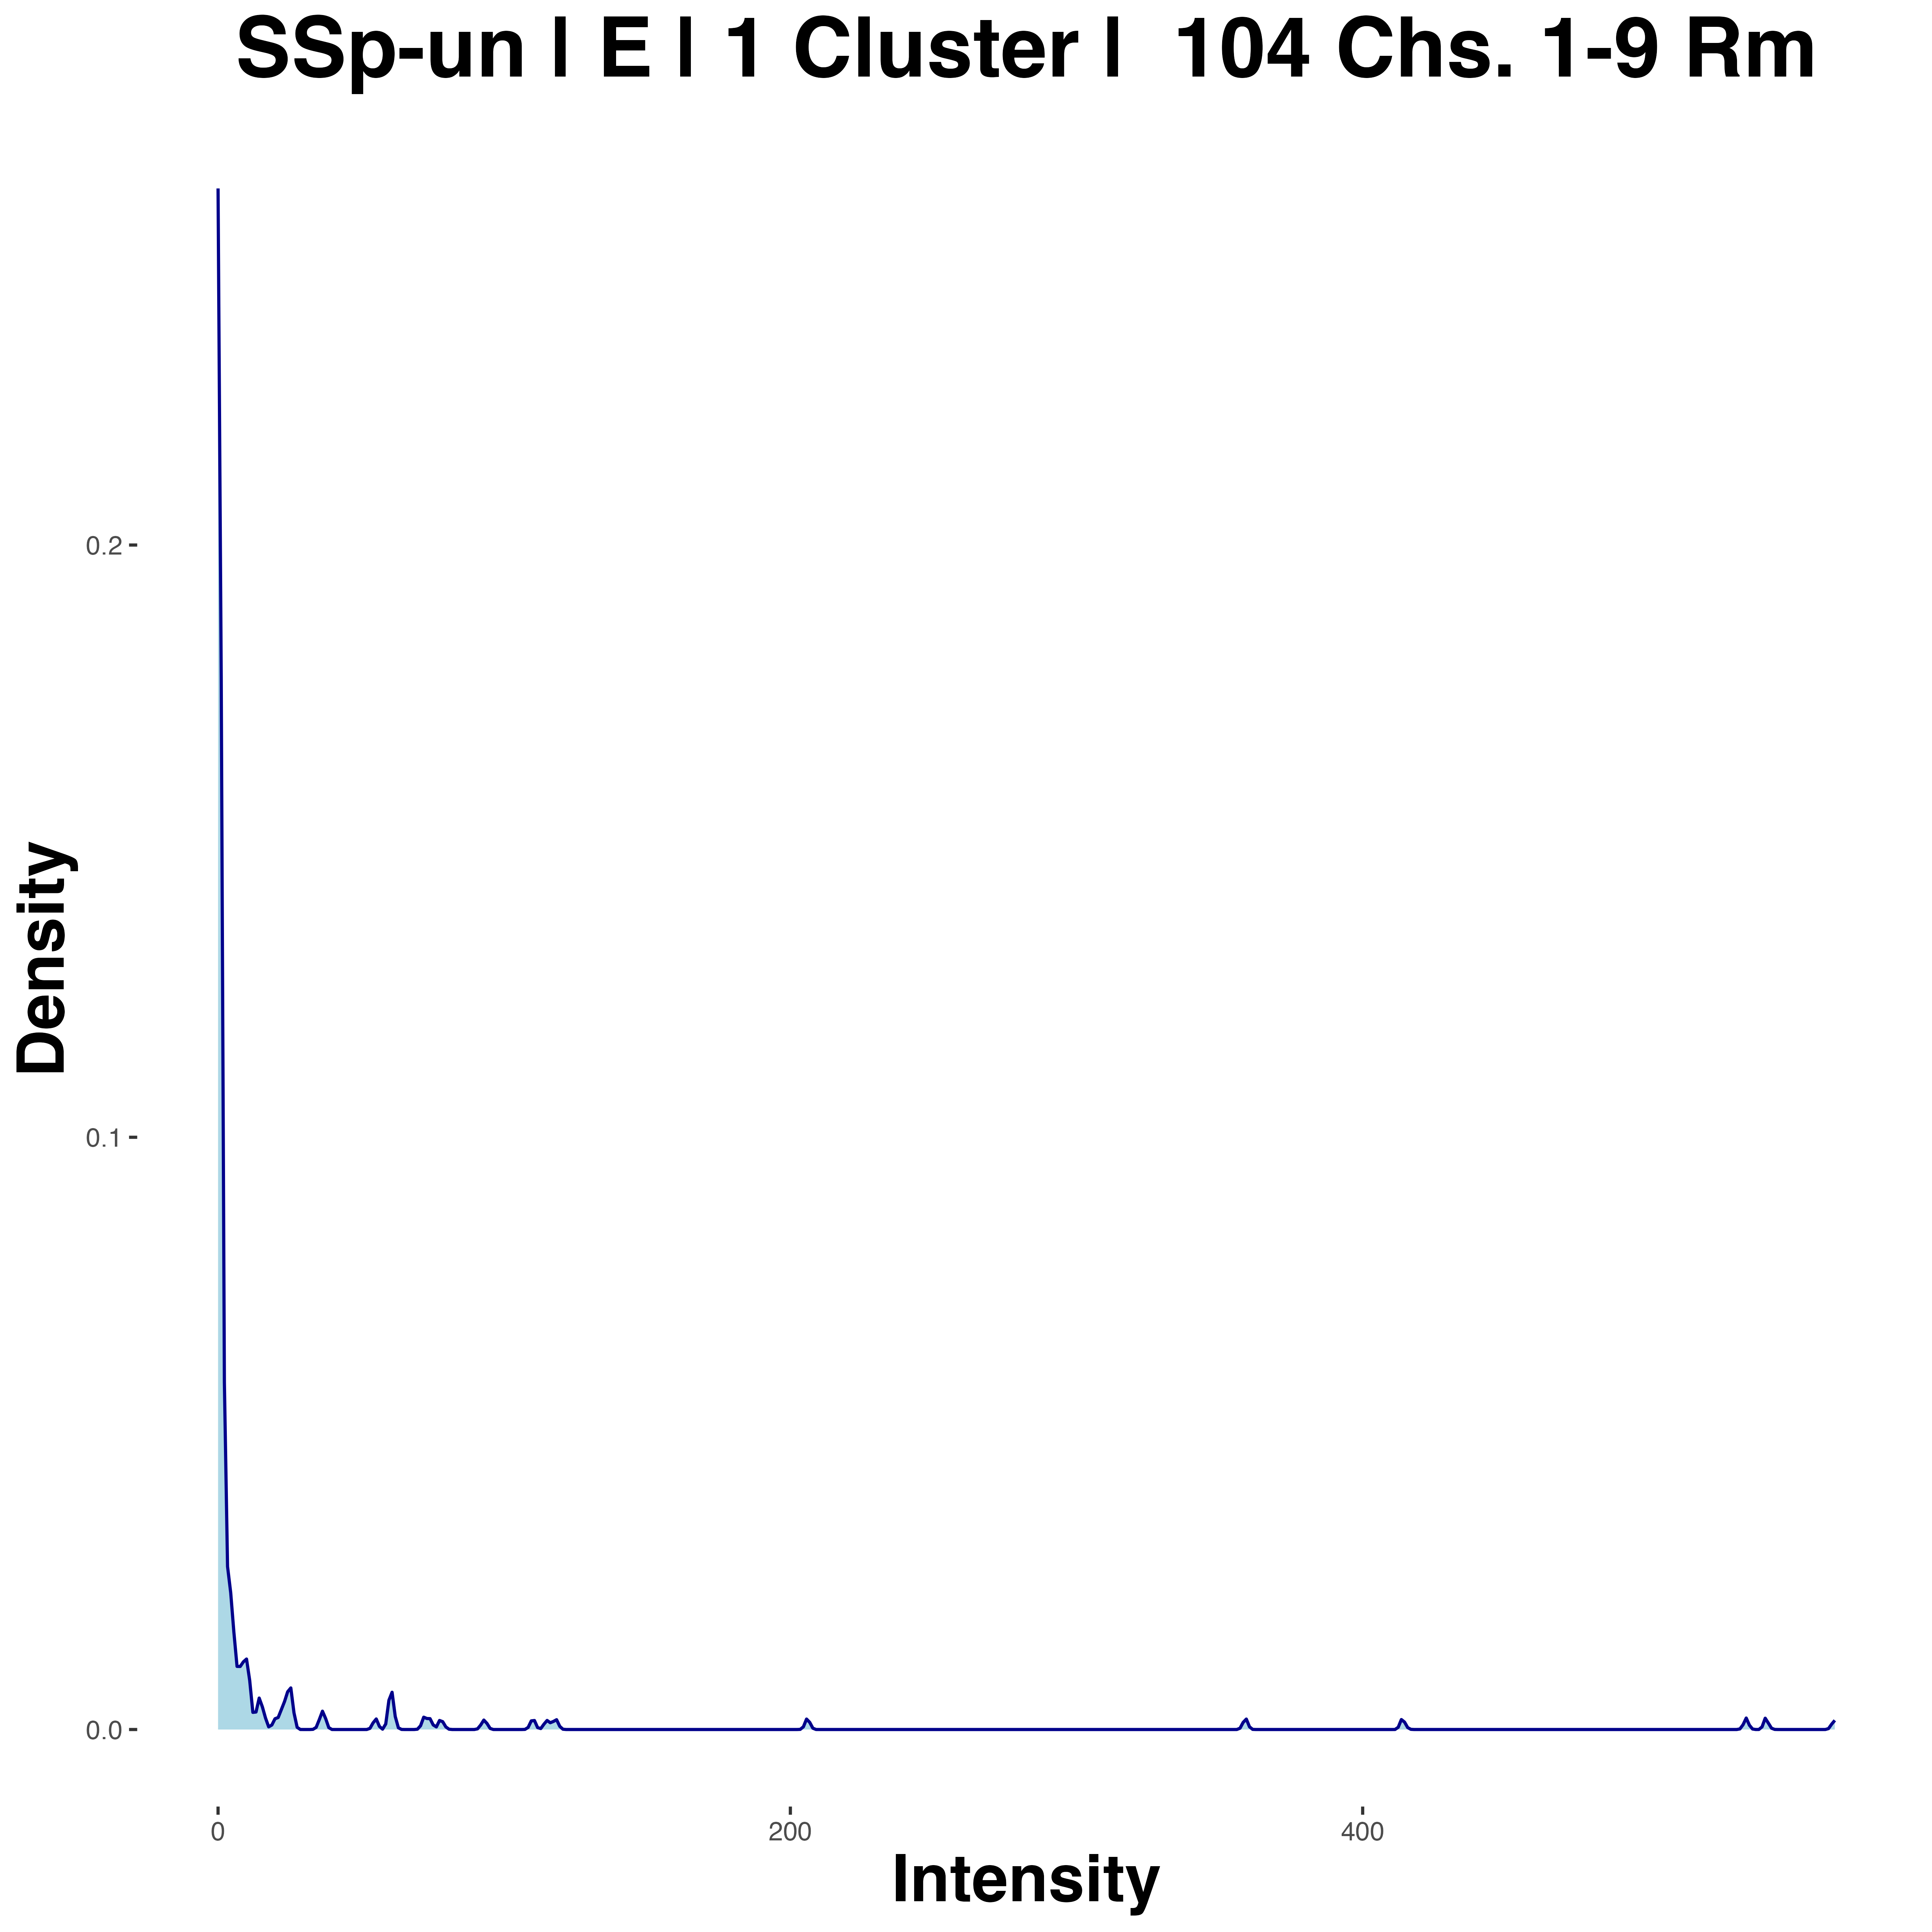 SSp-un | E | 1 Cluster |  104 Chs. 1-9 Rm
Density
0.2
0.1
0.0
0 200 400
Intensity